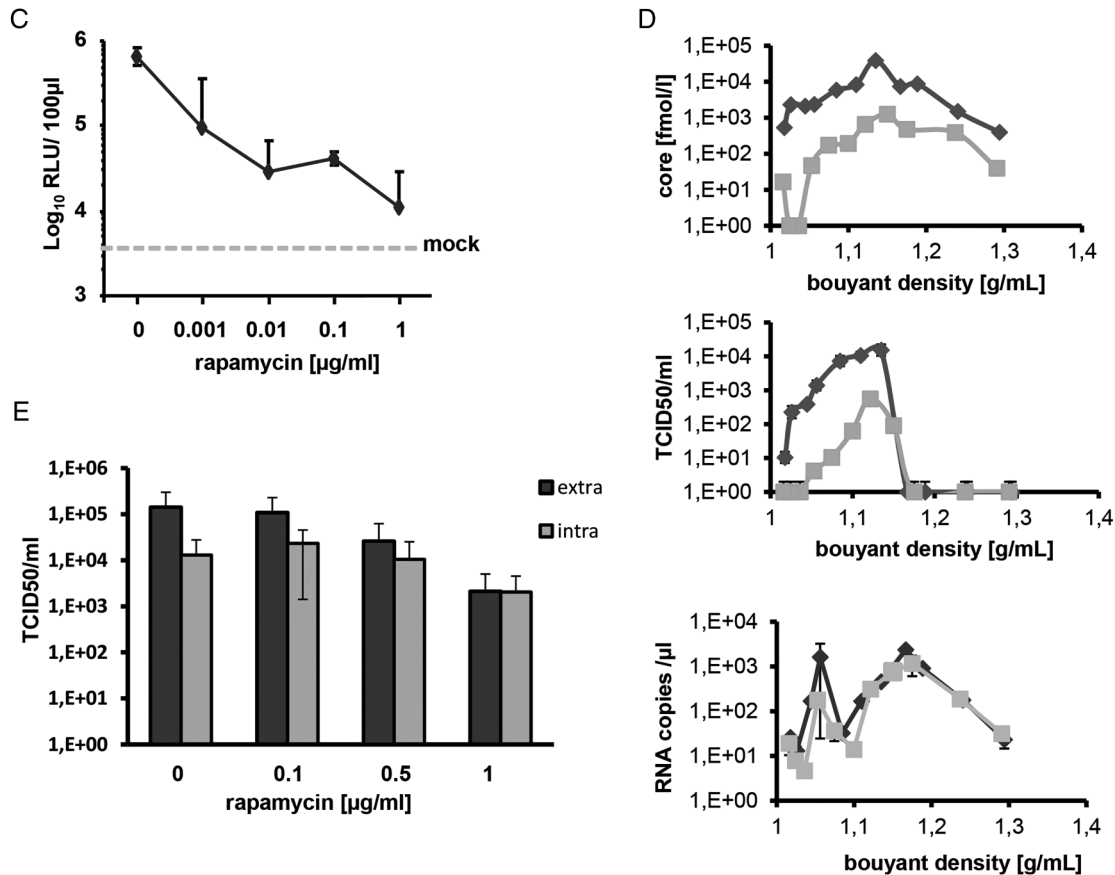 C
6
5
4
3
Log10 RLU/ 100µl
mock
0 0.001 0.01 0.1 1
rapamycin [µg/ml]
D
1,E+05
1,E+04
1,E+03
1,E+02
1,E+01
1,E+00
core [fmol/l]
1 1,1 1,2 1,3 1,4
bouyant density [g/mL]
1,E+05
1,E+04
1,E+03
1,E+02
1,E+01
1,E+00
TCID50/ml
1 1,1 1,2 1,3 1,4
bouyant density [g/mL]
1,E+04
1,E+03
1,E+02
1,E+01
1,E+00
RNA copies /µl
1 1,1 1,2 1,3 1,4
bouyant density [g/mL]
E
1,E+06
1,E+05
1,E+04
1,E+03
1,E+02
1,E+01
1,E+00
TCID50/ml
extra
intra
0 0.1 0.5 1
rapamycin [µg/ml]